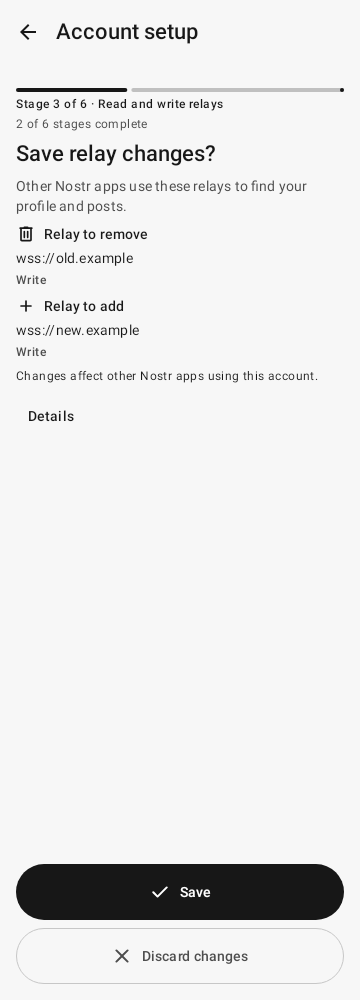 Account setup
Stage 3 of 6 · Read and write relays
2 of 6 stages complete
Save relay changes?
Other Nostr apps use these relays to find your
profile and posts.
Relay to remove
wss://old.example
Write
Relay to add
wss://new.example
Write
Changes affect other Nostr apps using this account.
Details
Save
Discard changes